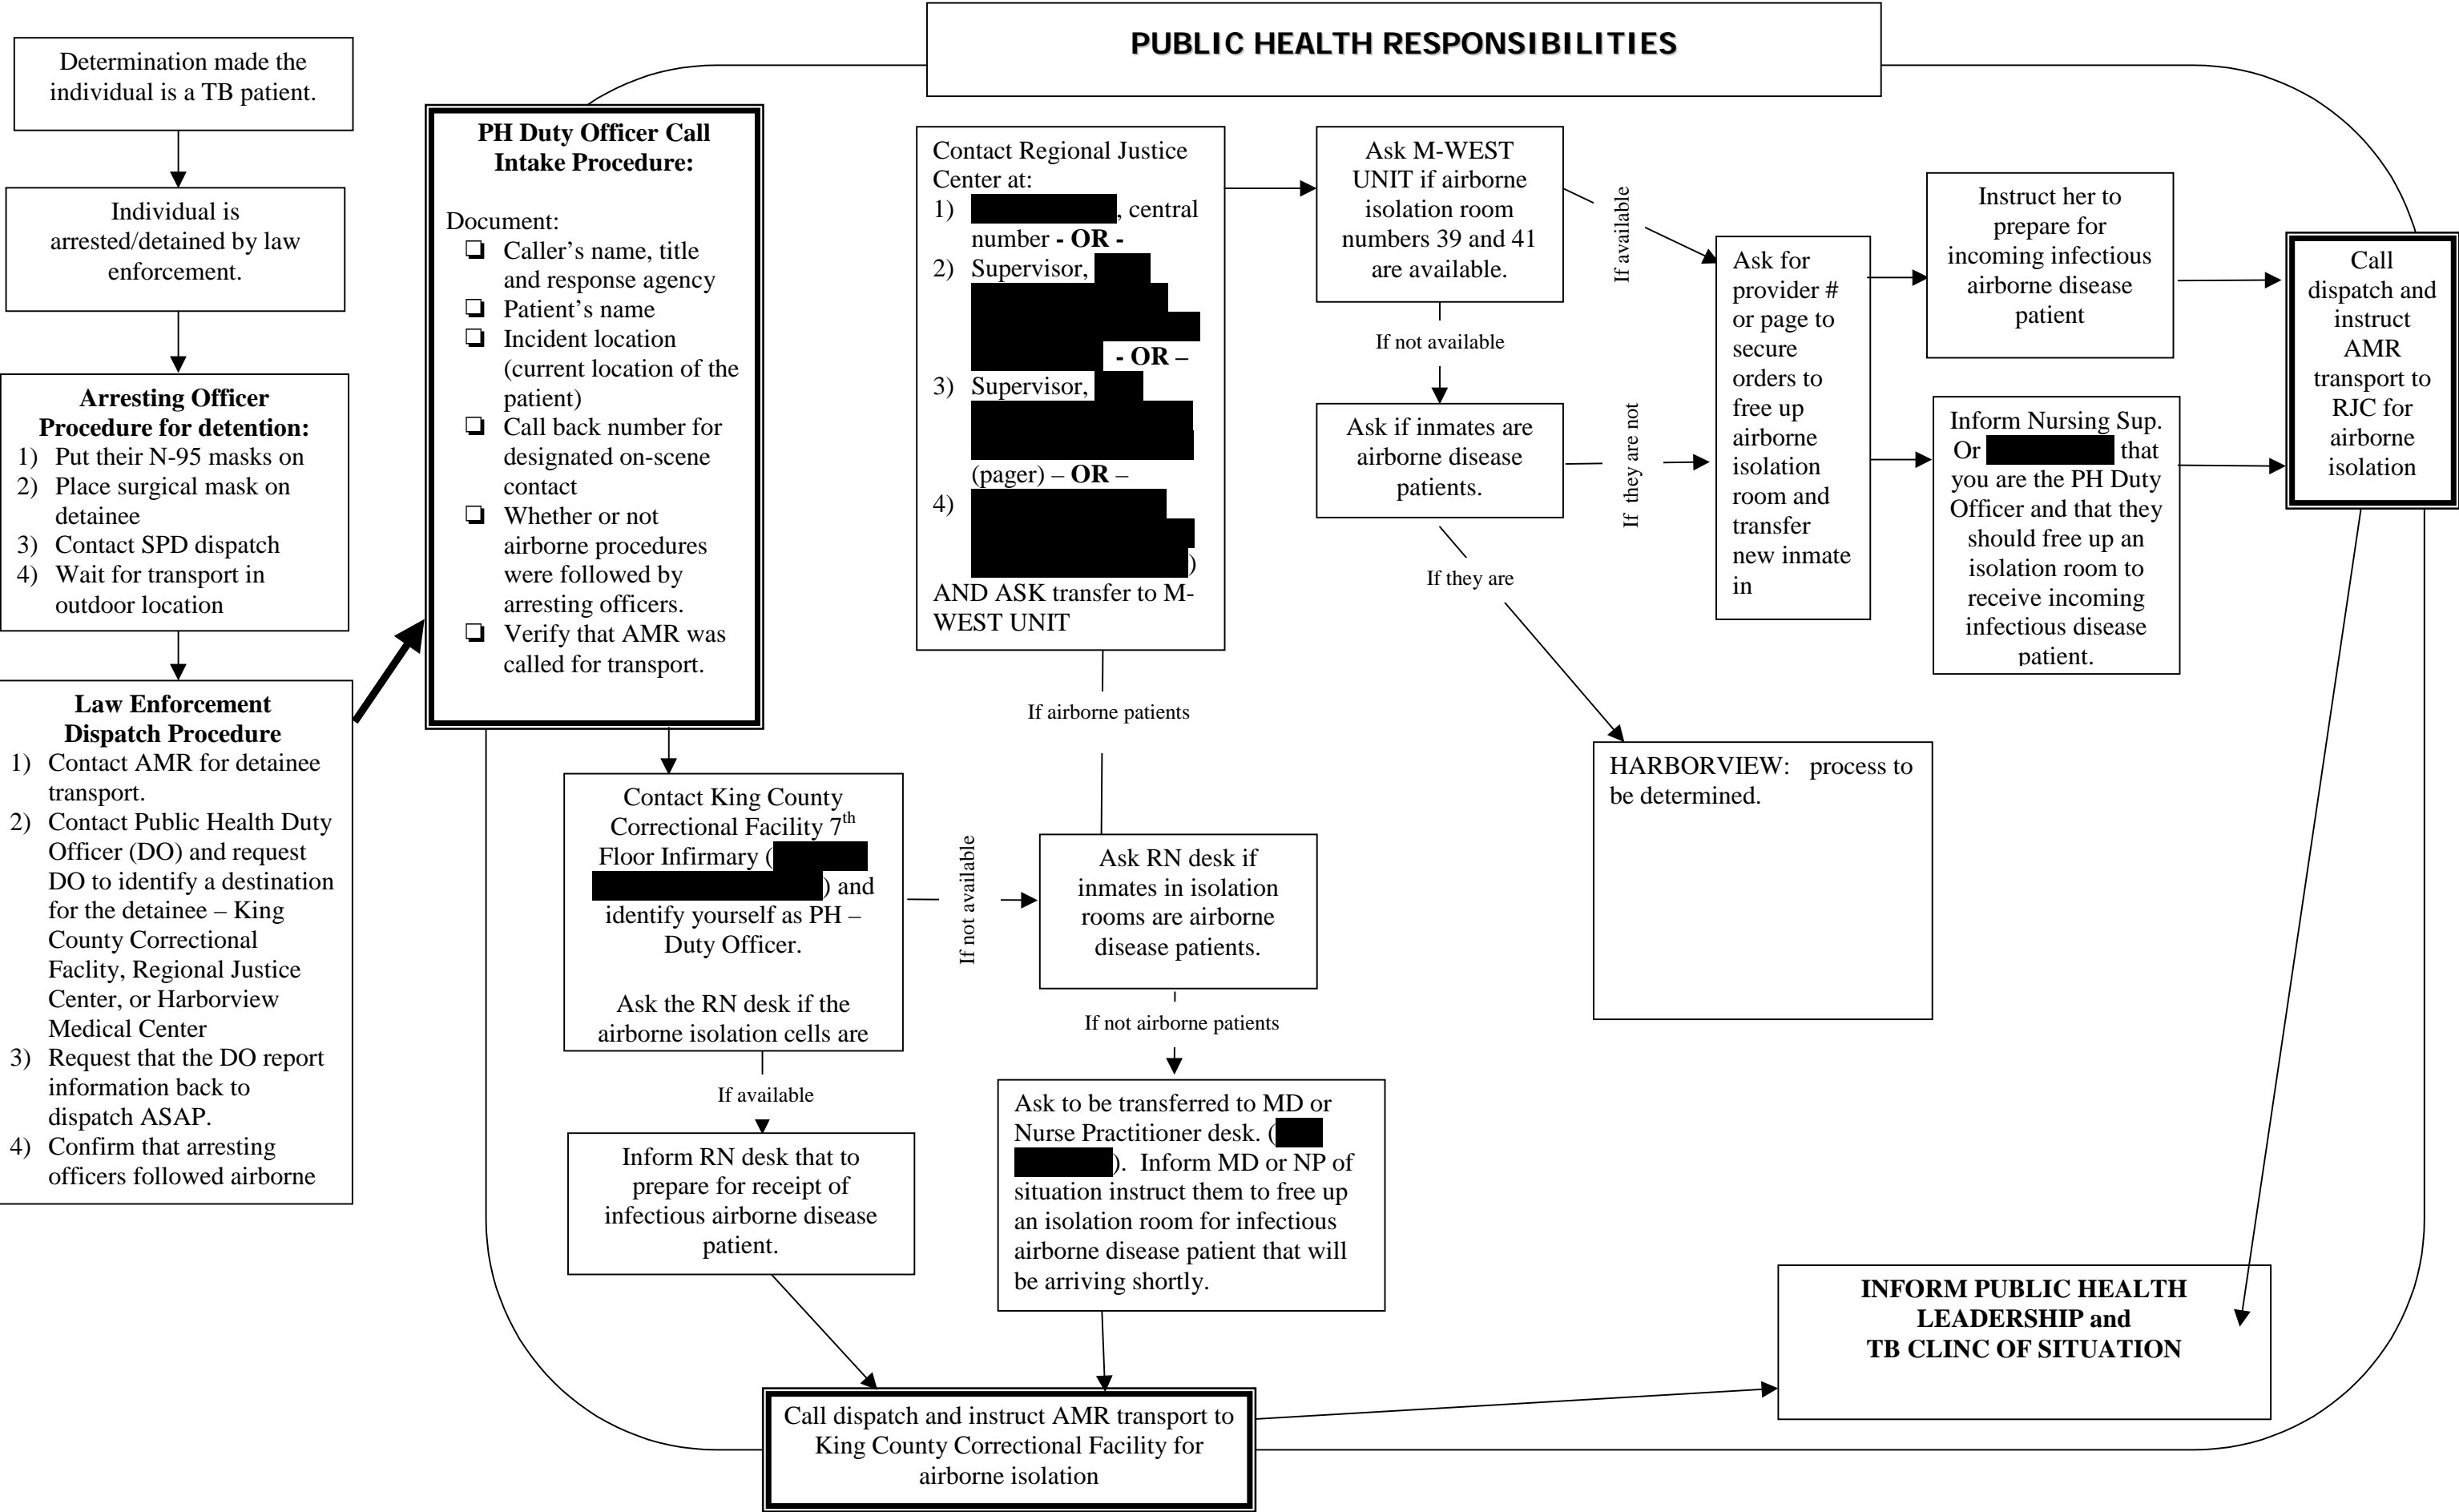 PUBLIC HEALTH RESPONSIBILITIES
Determination made the
individual is a TB patient.
Individual is
arrested/detained by law
enforcement.
Arresting Officer
Procedure for detention:
1) Put their N-95 masks on
2) Place surgical mask on
detainee
3) Contact SPD dispatch
4) Wait for transport in
outdoor location
Law Enforcement
Dispatch Procedure
1) Contact AMR for detainee
transport.
2) Contact Public Health Duty
Officer (DO) and request
DO to identify a destination
for the detainee – King
County Correctional
Faclity, Regional Justice
Center, or Harborview
Medical Center
3) Request that the DO report
information back to
dispatch ASAP.
4) Confirm that arresting
officers followed airborne
PH Duty Officer Call
Intake Procedure:
Document:
❑ Caller’s name, title
and response agency
❑ Patient’s name
❑ Incident location
(current location of the
patient)
❑ Call back number for
designated on-scene
contact
❑ Whether or not
airborne procedures
were followed by
arresting officers.
❑ Verify that AMR was
called for transport.
Contact King County
Correctional Facility 7th
Floor Infirmary (
) and
identify yourself as PH –
Duty Officer.
Ask the RN desk if the
airborne isolation cells are
If available
Inform RN desk that to
prepare for receipt of
infectious airborne disease
patient.
If not available
Ask RN desk if
inmates in isolation
rooms are airborne
disease patients.
If not airborne patients
Ask to be transferred to MD or
Nurse Practitioner desk. (
). Inform MD or NP of
situation instruct them to free up
an isolation room for infectious
airborne disease patient that will
be arriving shortly.
Call dispatch and instruct AMR transport to
King County Correctional Facility for
airborne isolation
If airborne patients
Contact Regional Justice
Center at:
1) , central
number - OR -
2) Supervisor,
- OR –
3) Supervisor,
(pager) – OR –
4)
)
AND ASK transfer to M-
WEST UNIT
Ask M-WEST
UNIT if airborne
isolation room
numbers 39 and 41
are available.
If available
If not available
Ask if inmates are
airborne disease
patients.
If they are not
If they are
HARBORVIEW: process to
be determined.
Ask for
provider #
or page to
secure
orders to
free up
airborne
isolation
room and
transfer
new inmate
in
Instruct her to
prepare for
incoming infectious
airborne disease
patient
Inform Nursing Sup.
Or that
you are the PH Duty
Officer and that they
should free up an
isolation room to
receive incoming
infectious disease
patient.
Call
dispatch and
instruct
AMR
transport to
RJC for
airborne
isolation
INFORM PUBLIC HEALTH
LEADERSHIP and
TB CLINC OF SITUATION